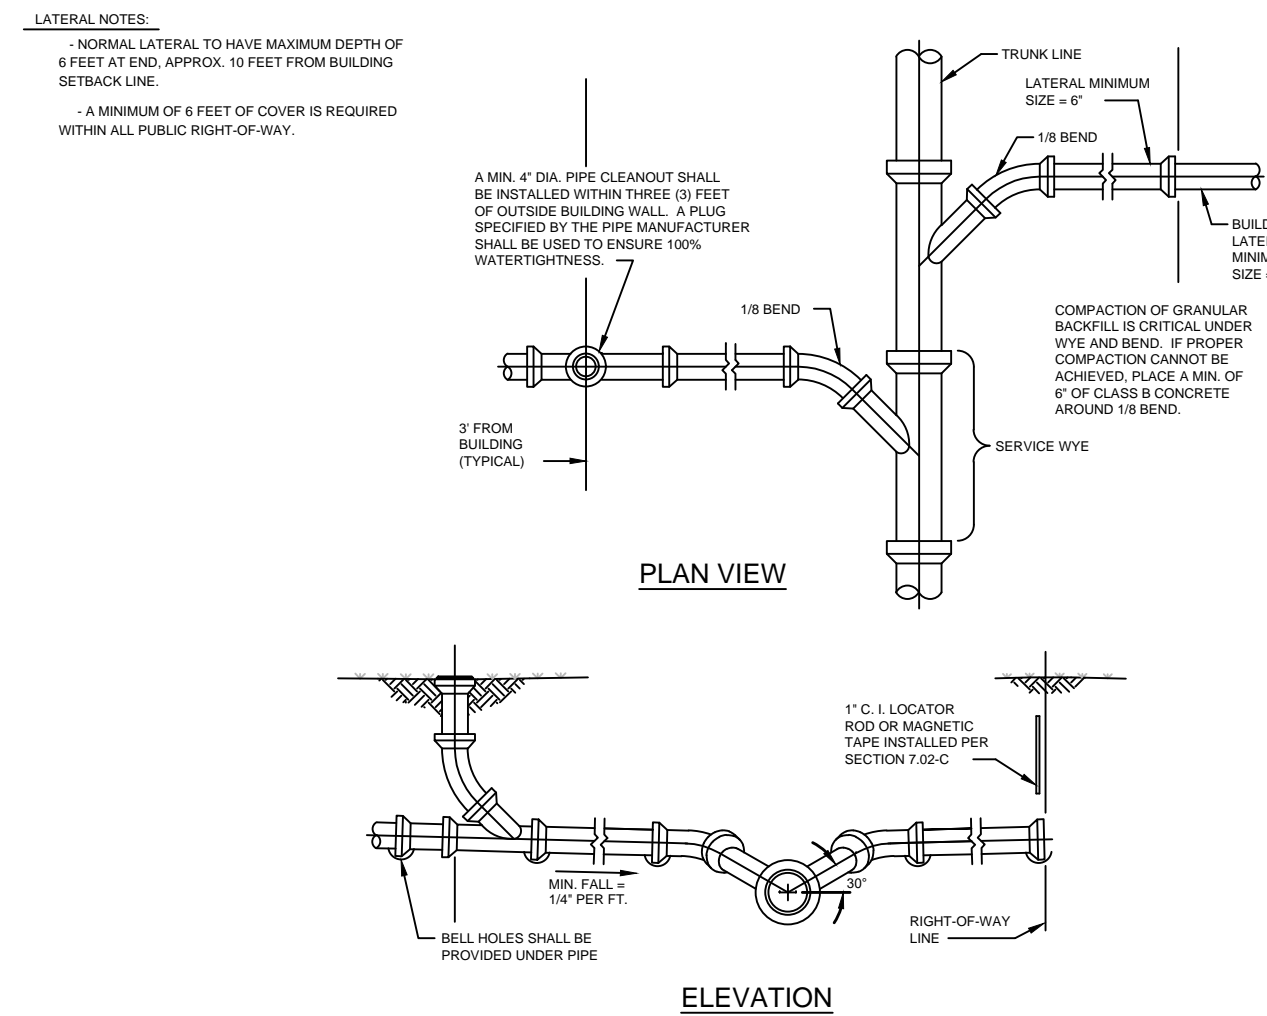 LATERAL NOTES:
- NORMAL LATERAL TO HAVE MAXIMUM DEPTH OF
6 FEET AT END, APPROX. 10 FEET FROM BUILDING
SETBACK LINE.
- A MINIMUM OF 6 FEET OF COVER IS REQUIRED
WITHIN ALL PUBLIC RIGHT-OF-WAY.
TRUNK LINE
LATERAL MINIMUM
SIZE = 6"
1/8 BEND
A MIN. 4" DIA. PIPE CLEANOUT SHALL
BE INSTALLED WITHIN THREE (3) FEET
OF OUTSIDE BUILDING WALL. A PLUG
SPECIFIED BY THE PIPE MANUFACTURER
SHALL BE USED TO ENSURE 100%
WATERTIGHTNESS.
SIZE =
1/8 BEND
COMPACTION OF GRANULAR
BACKFILL IS CRITICAL UNDER
WYE AND BEND. IF PROPER
COMPACTION CANNOT BE
ACHIEVED, PLACE A MIN. OF
6" OF CLASS B CONCRETE
AROUND 1/8 BEND.
3' FROM
BUILDING
(TYPICAL)
SERVICE WYE
PLAN VIEW
1" C. I. LOCATOR
ROD OR MAGNETIC
TAPE INSTALLED PER
SECTION 7.02-C
MIN. FALL =
1/4" PER FT.
30°
BELL HOLES SHALL BE
PROVIDED UNDER PIPE
RIGHT-OF-WAY
LINE
ELEVATION